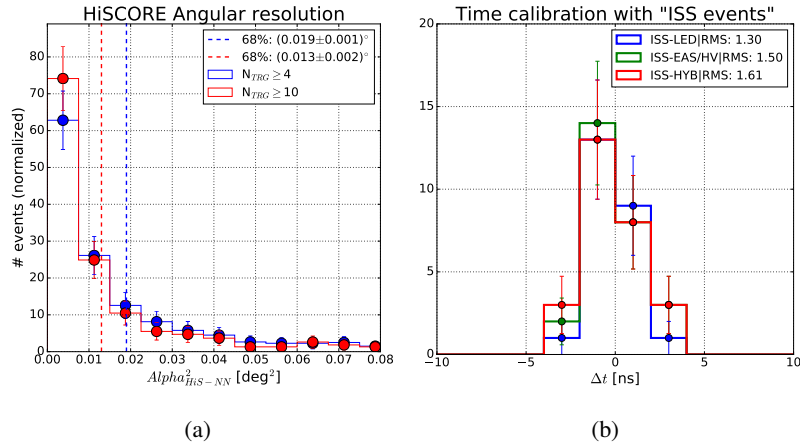 HiSCORE Angular resolution
68%: (0.019±0.001)°
68%: (0.013±0.002)°
N_TRG ≥ 4
N_TRG ≥ 10
# events (normalized)
80
70
60
50
40
30
20
10
0
0.00 0.01 0.02 0.03 0.04 0.05 0.06 0.07 0.08
Alpha²_HiS−NN [deg²]
(a)
Time calibration with "ISS events"
ISS-LED|RMS: 1.30
ISS-EAS/HV|RMS: 1.50
ISS-HYB|RMS: 1.61
20
15
10
5
0
−10 −5 0 5 10
Δt [ns]
(b)